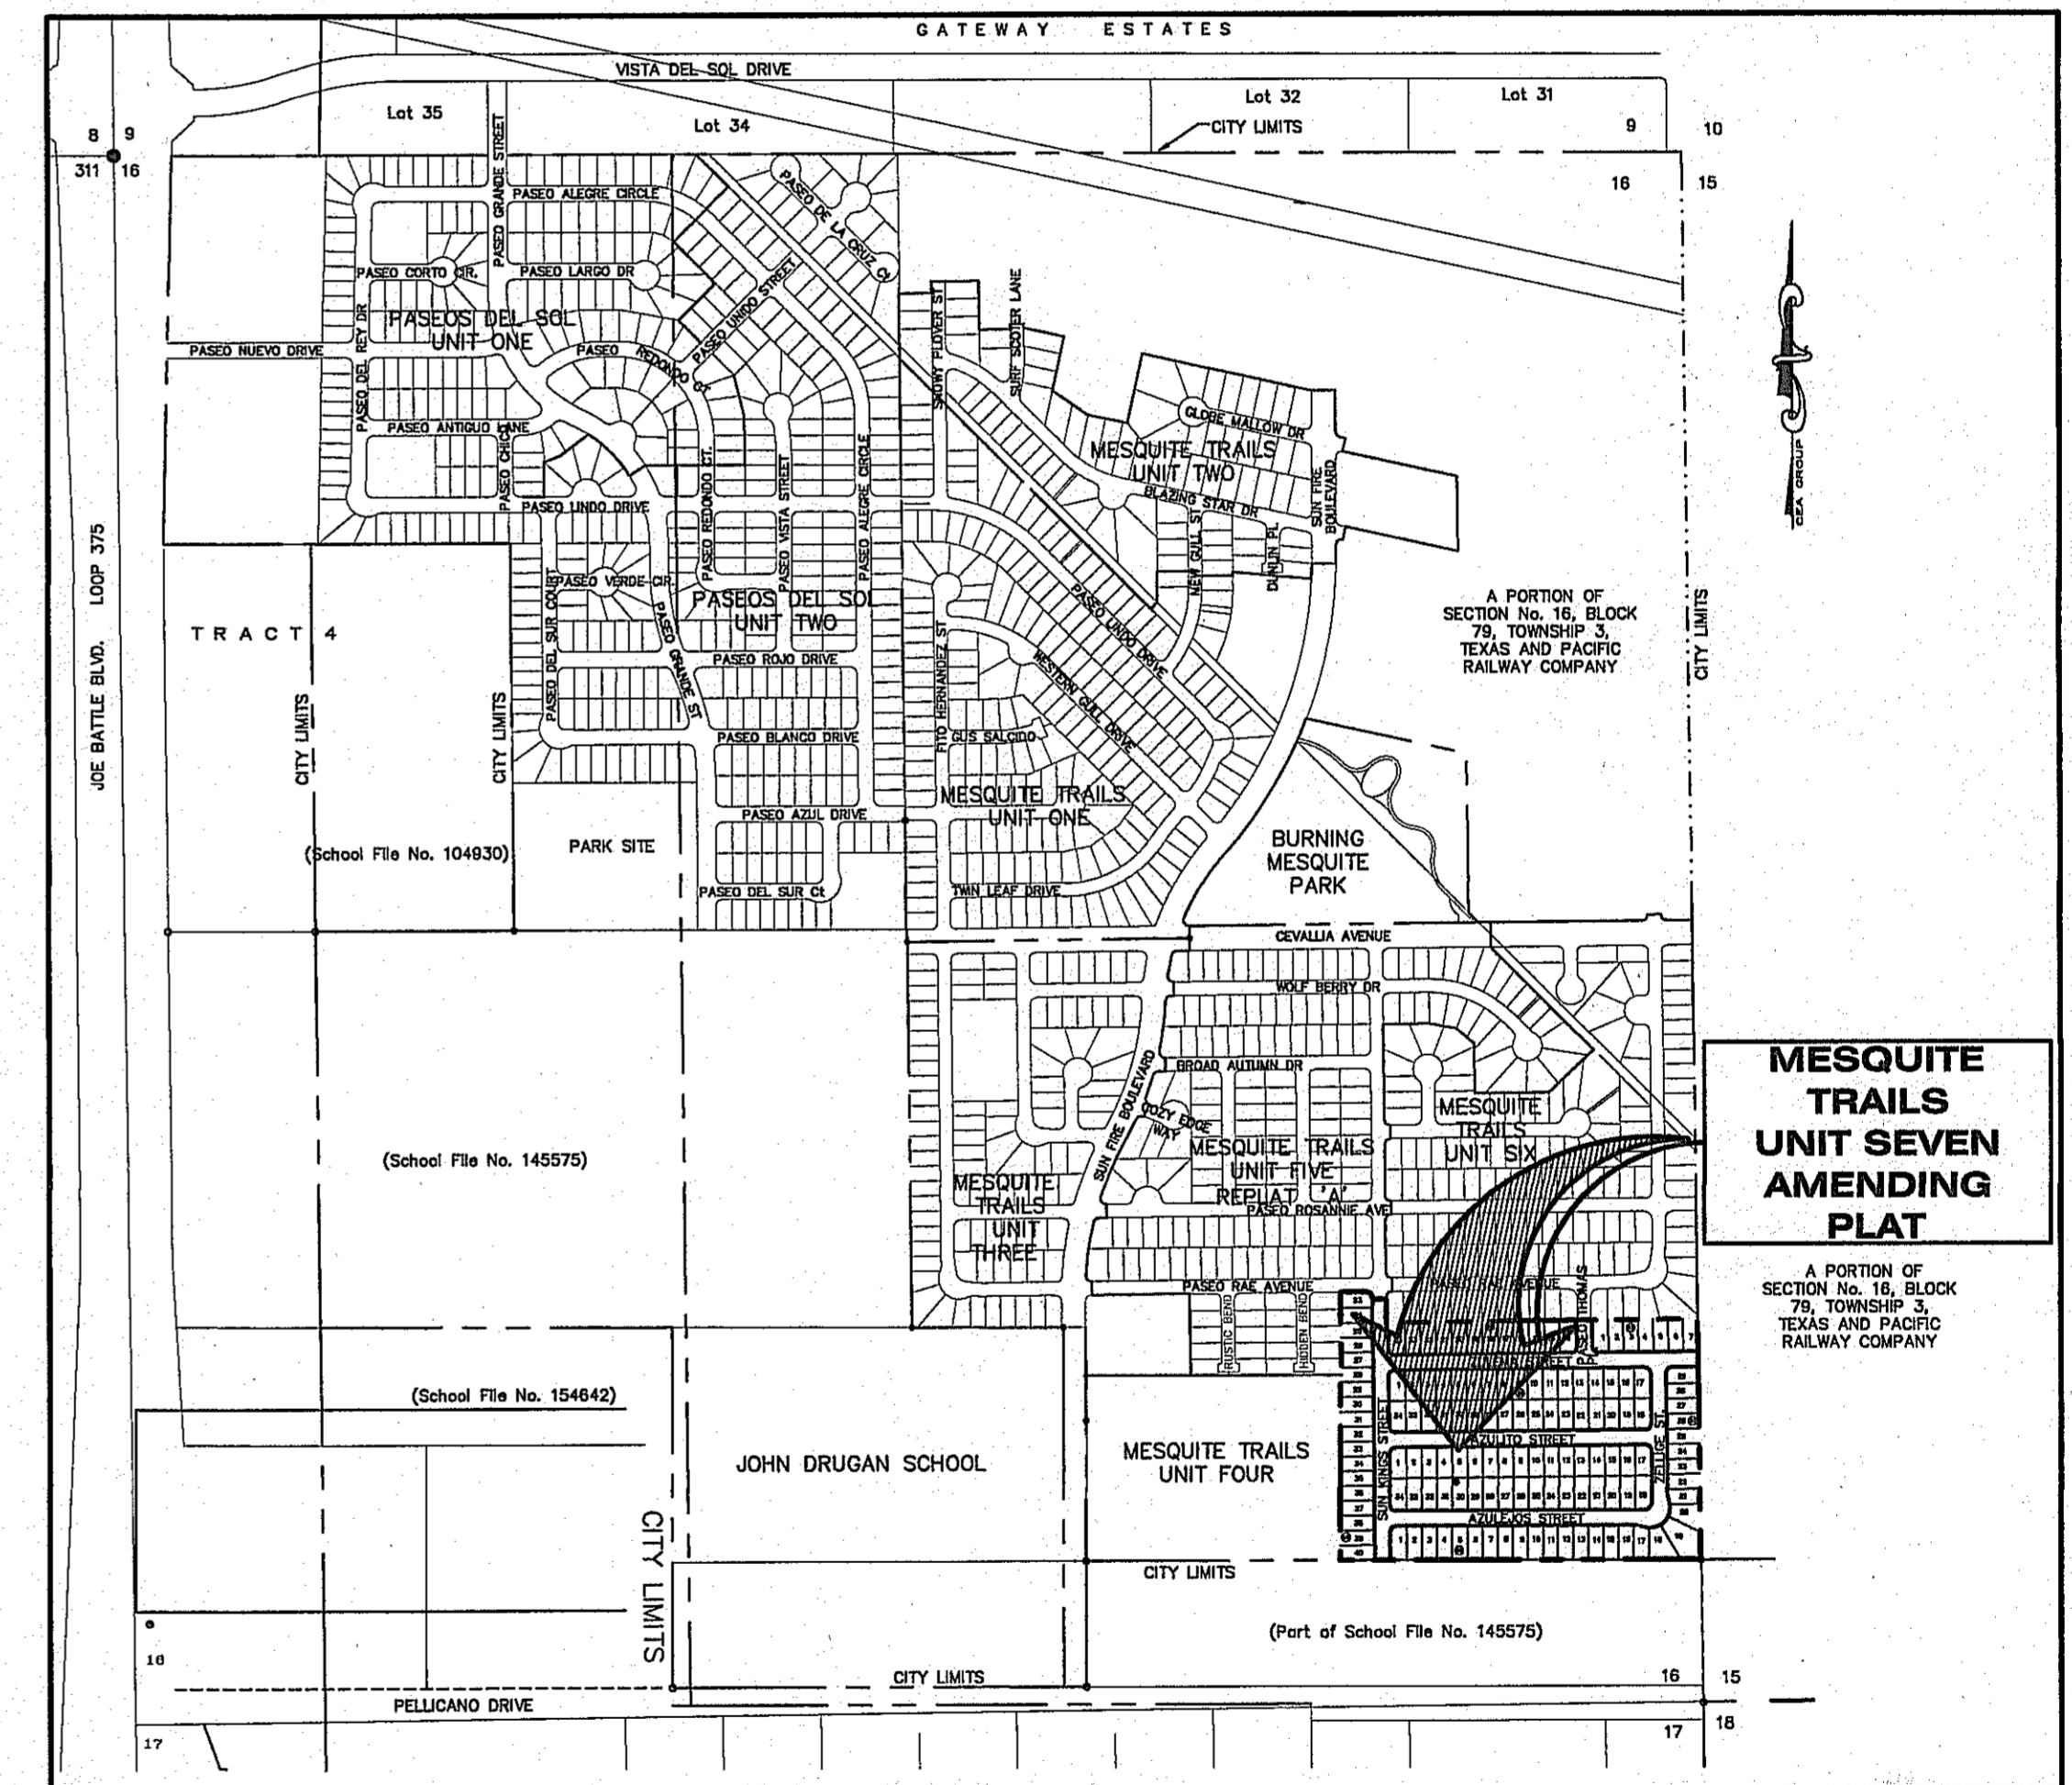 GATEWAY ESTATES
VISTA DEL SOL DRIVE
Lot 35
Lot 34
Lot 32
Lot 31
CITY LIMITS
8 9
311 16
9 10
16 15
PASEO GRANDE STREET
PASEO ALEGRE CIRCLE
PASEO DE LA CRUZ Ct
PASEO CORTO CIR.
PASEO LARGO DR
PASEO UNIDO STREET
PASEOS DEL SOL
UNIT ONE
PASEO NUEVO DRIVE
PASEO DEL REY DR
PASEO REDONDO CT
PASEO ANTIGUO LANE
PASEO CHICO
PASEO LINDO DRIVE
PASEO REDONDO CT.
PASEO VISTA STREET
PASEO ALEGRE CIRCLE
SNOWY PLOVER ST
SURF SCOTER LANE
GLOBE MALLOW DR
MESQUITE TRAILS
UNIT TWO
BLAZING STAR DR
SUN FIRE
BOULEVARD
NEW GULL ST
DUNLIN PL
CEA GROUP
JOE BATTLE BLVD. LOOP 375
TRACT 4
CITY LIMITS
CITY LIMITS
PASEO DEL SUR COURT
PASEO VERDE CIR.
PASEOS DEL SOL
UNIT TWO
PASEO GRANDE ST
PASEO ROJO DRIVE
PASEO BLANCO DRIVE
PASEO AZUL DRIVE
PASEO DEL SUR Ct
PARK SITE
(School File No. 104930)
FITO HERNANDEZ ST
PASEO LINDO DRIVE
WESTERN GULL DRIVE
GUS SALCIDO
MESQUITE TRAILS
UNIT ONE
TWIN LEAF DRIVE
A PORTION OF
SECTION No. 16, BLOCK
79, TOWNSHIP 3,
TEXAS AND PACIFIC
RAILWAY COMPANY
CITY LIMITS
BURNING
MESQUITE
PARK
CEVALLIA AVENUE
WOLF BERRY DR
BROAD AUTUMN DR
COZY EDGE
WAY
SUN FIRE BOULEVARD
MESQUITE TRAILS
UNIT FIVE
REPLAT 'A'
MESQUITE
TRAILS
UNIT SIX
MESQUITE
TRAILS
UNIT
THREE
PASEO ROSANNIE AVE
PASEO RAE AVENUE
PASEO RAE AVENUE
RUSTIC BEND
HIDDEN BEND
MESQUITE
TRAILS
UNIT SEVEN
AMENDING
PLAT
A PORTION OF
SECTION No. 16, BLOCK
79, TOWNSHIP 3,
TEXAS AND PACIFIC
RAILWAY COMPANY
(School File No. 145575)
(School File No. 154642)
JOHN DRUGAN SCHOOL
MESQUITE TRAILS
UNIT FOUR
SUN KINGS STREET
AZULITO STREET
AZULEJOS STREET
ZELLIGE ST.
CITY LIMITS
CITY LIMITS
(Part of School File No. 145575)
CITY LIMITS
PELLICANO DRIVE
16 15
17 18
17